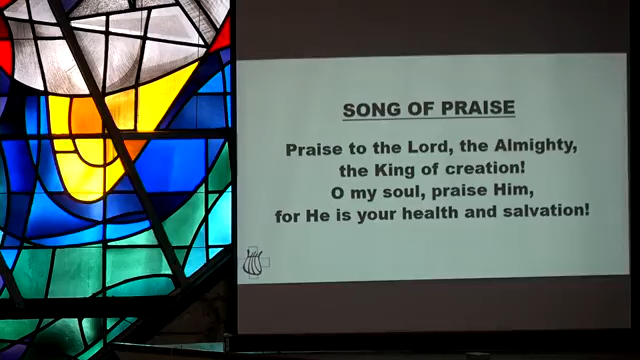 SONG OF PRAISE
Praise to the Lord, the Almighty,
the King of creation!
O my soul, praise Him,
for He is your health and salvation!